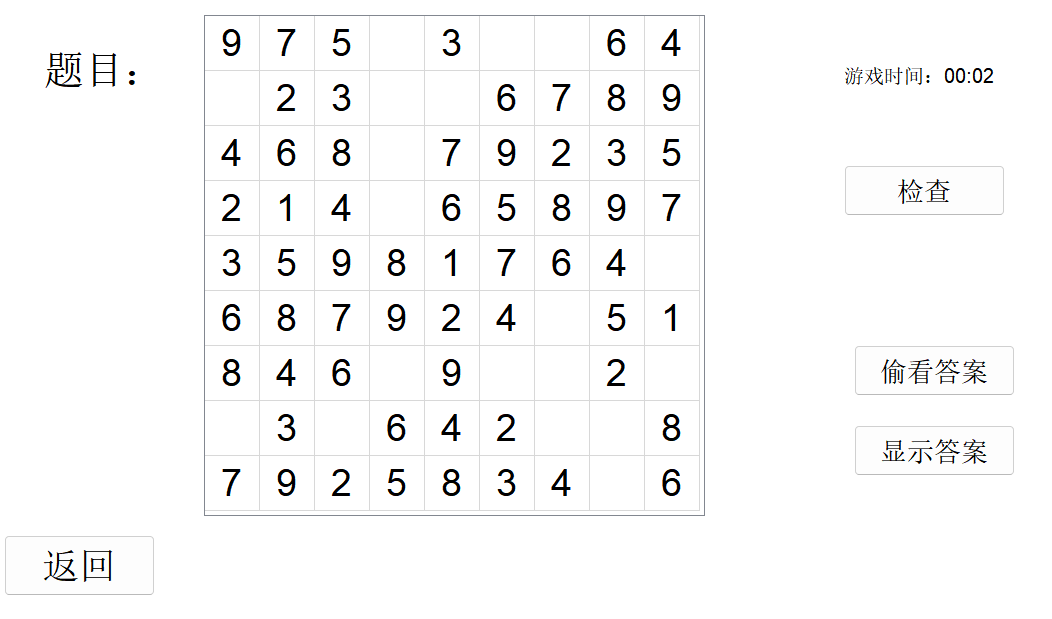 题目：
游戏时间：00:02
9 7 5 3 6 4
2 3 6 7 8 9
4 6 8 7 9 2 3 5
2 1 4 6 5 8 9 7
3 5 9 8 1 7 6 4
6 8 7 9 2 4 5 1
8 4 6 9 2
3 6 4 2 8
7 9 2 5 8 3 4 6
检查
偷看答案
显示答案
返回